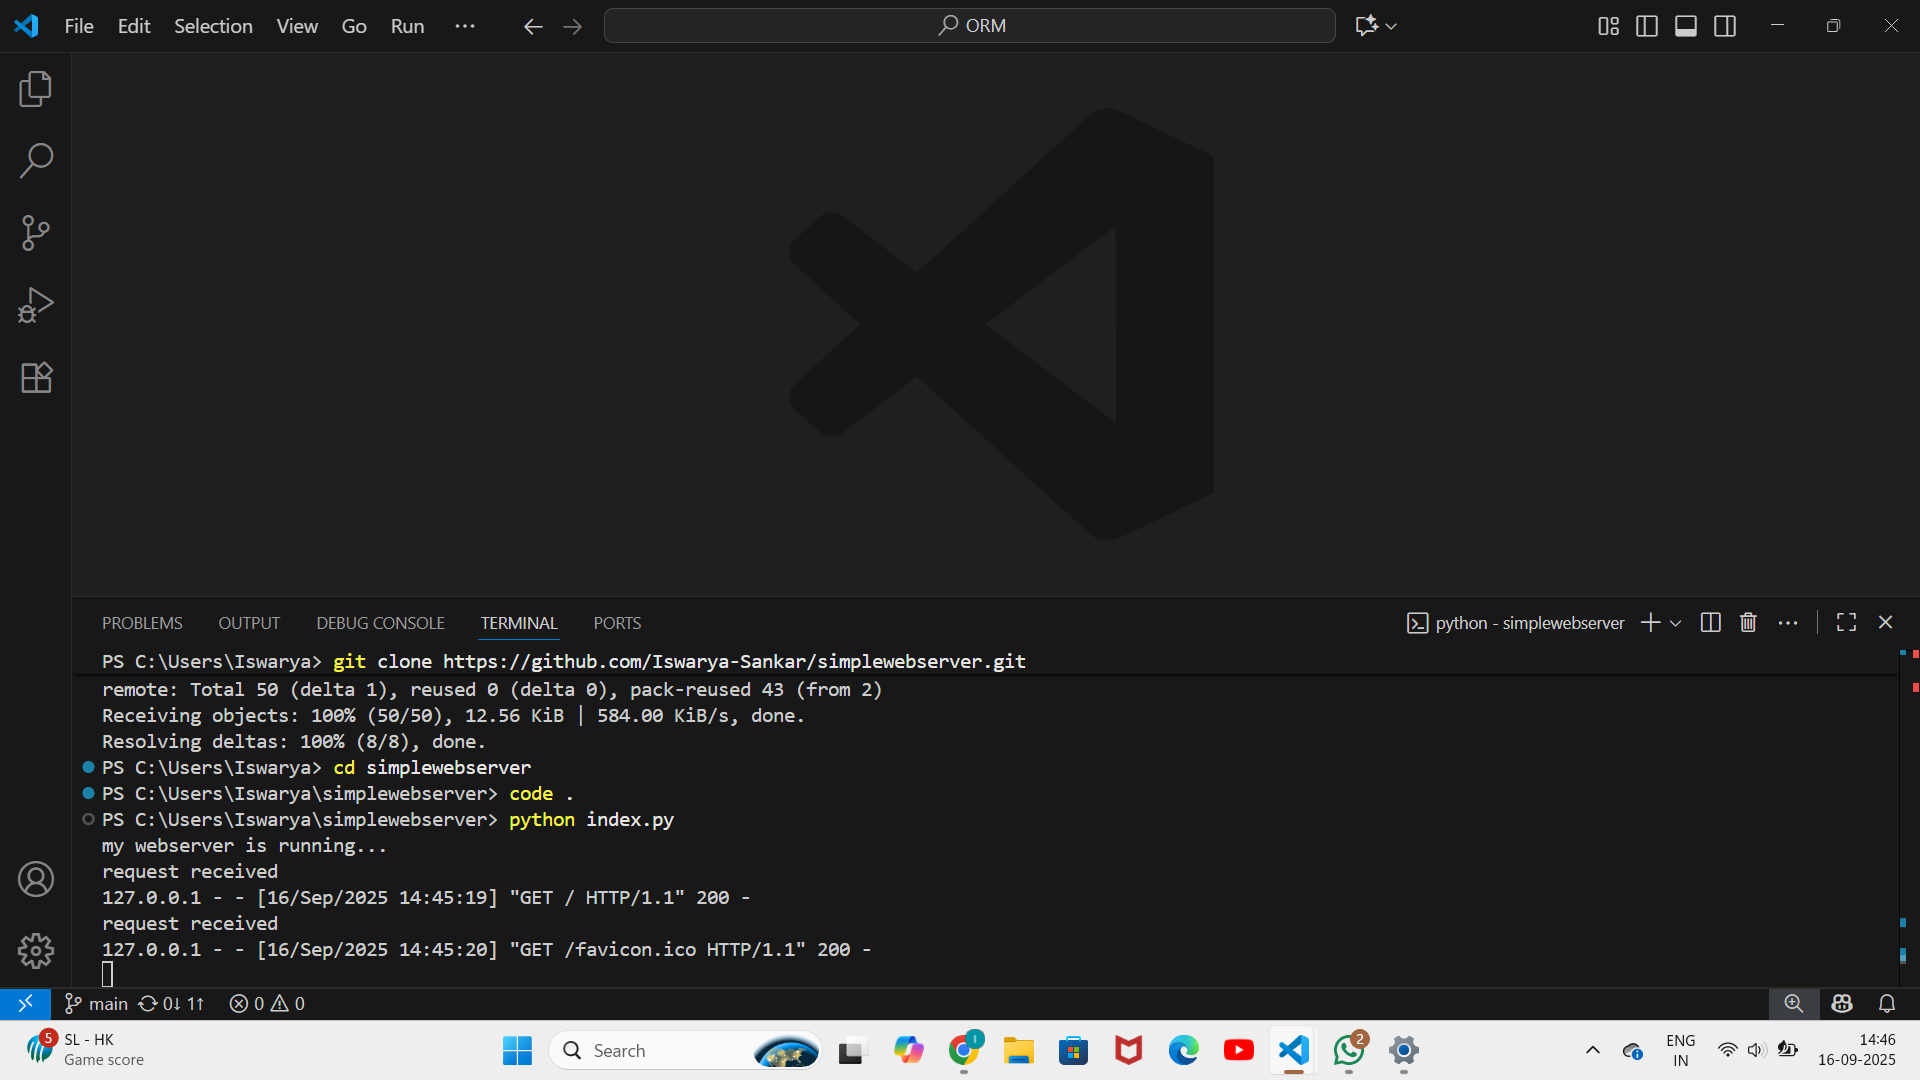 File Edit Selection View Go Run ...
ORM
PROBLEMS OUTPUT DEBUG CONSOLE TERMINAL PORTS
python - simplewebserver
PS C:\Users\Iswarya> git clone https://github.com/Iswarya-Sankar/simplewebserver.git
remote: Total 50 (delta 1), reused 0 (delta 0), pack-reused 43 (from 2)
Receiving objects: 100% (50/50), 12.56 KiB | 584.00 KiB/s, done.
Resolving deltas: 100% (8/8), done.
PS C:\Users\Iswarya> cd simplewebserver
PS C:\Users\Iswarya\simplewebserver> code .
PS C:\Users\Iswarya\simplewebserver> python index.py
my webserver is running...
request received
127.0.0.1 - - [16/Sep/2025 14:45:19] "GET / HTTP/1.1" 200 -
request received
127.0.0.1 - - [16/Sep/2025 14:45:20] "GET /favicon.ico HTTP/1.1" 200 -
main 0↓ 1↑ 0 0
5
SL - HK
Game score
Search
I
2
ENG
IN
14:46
16-09-2025